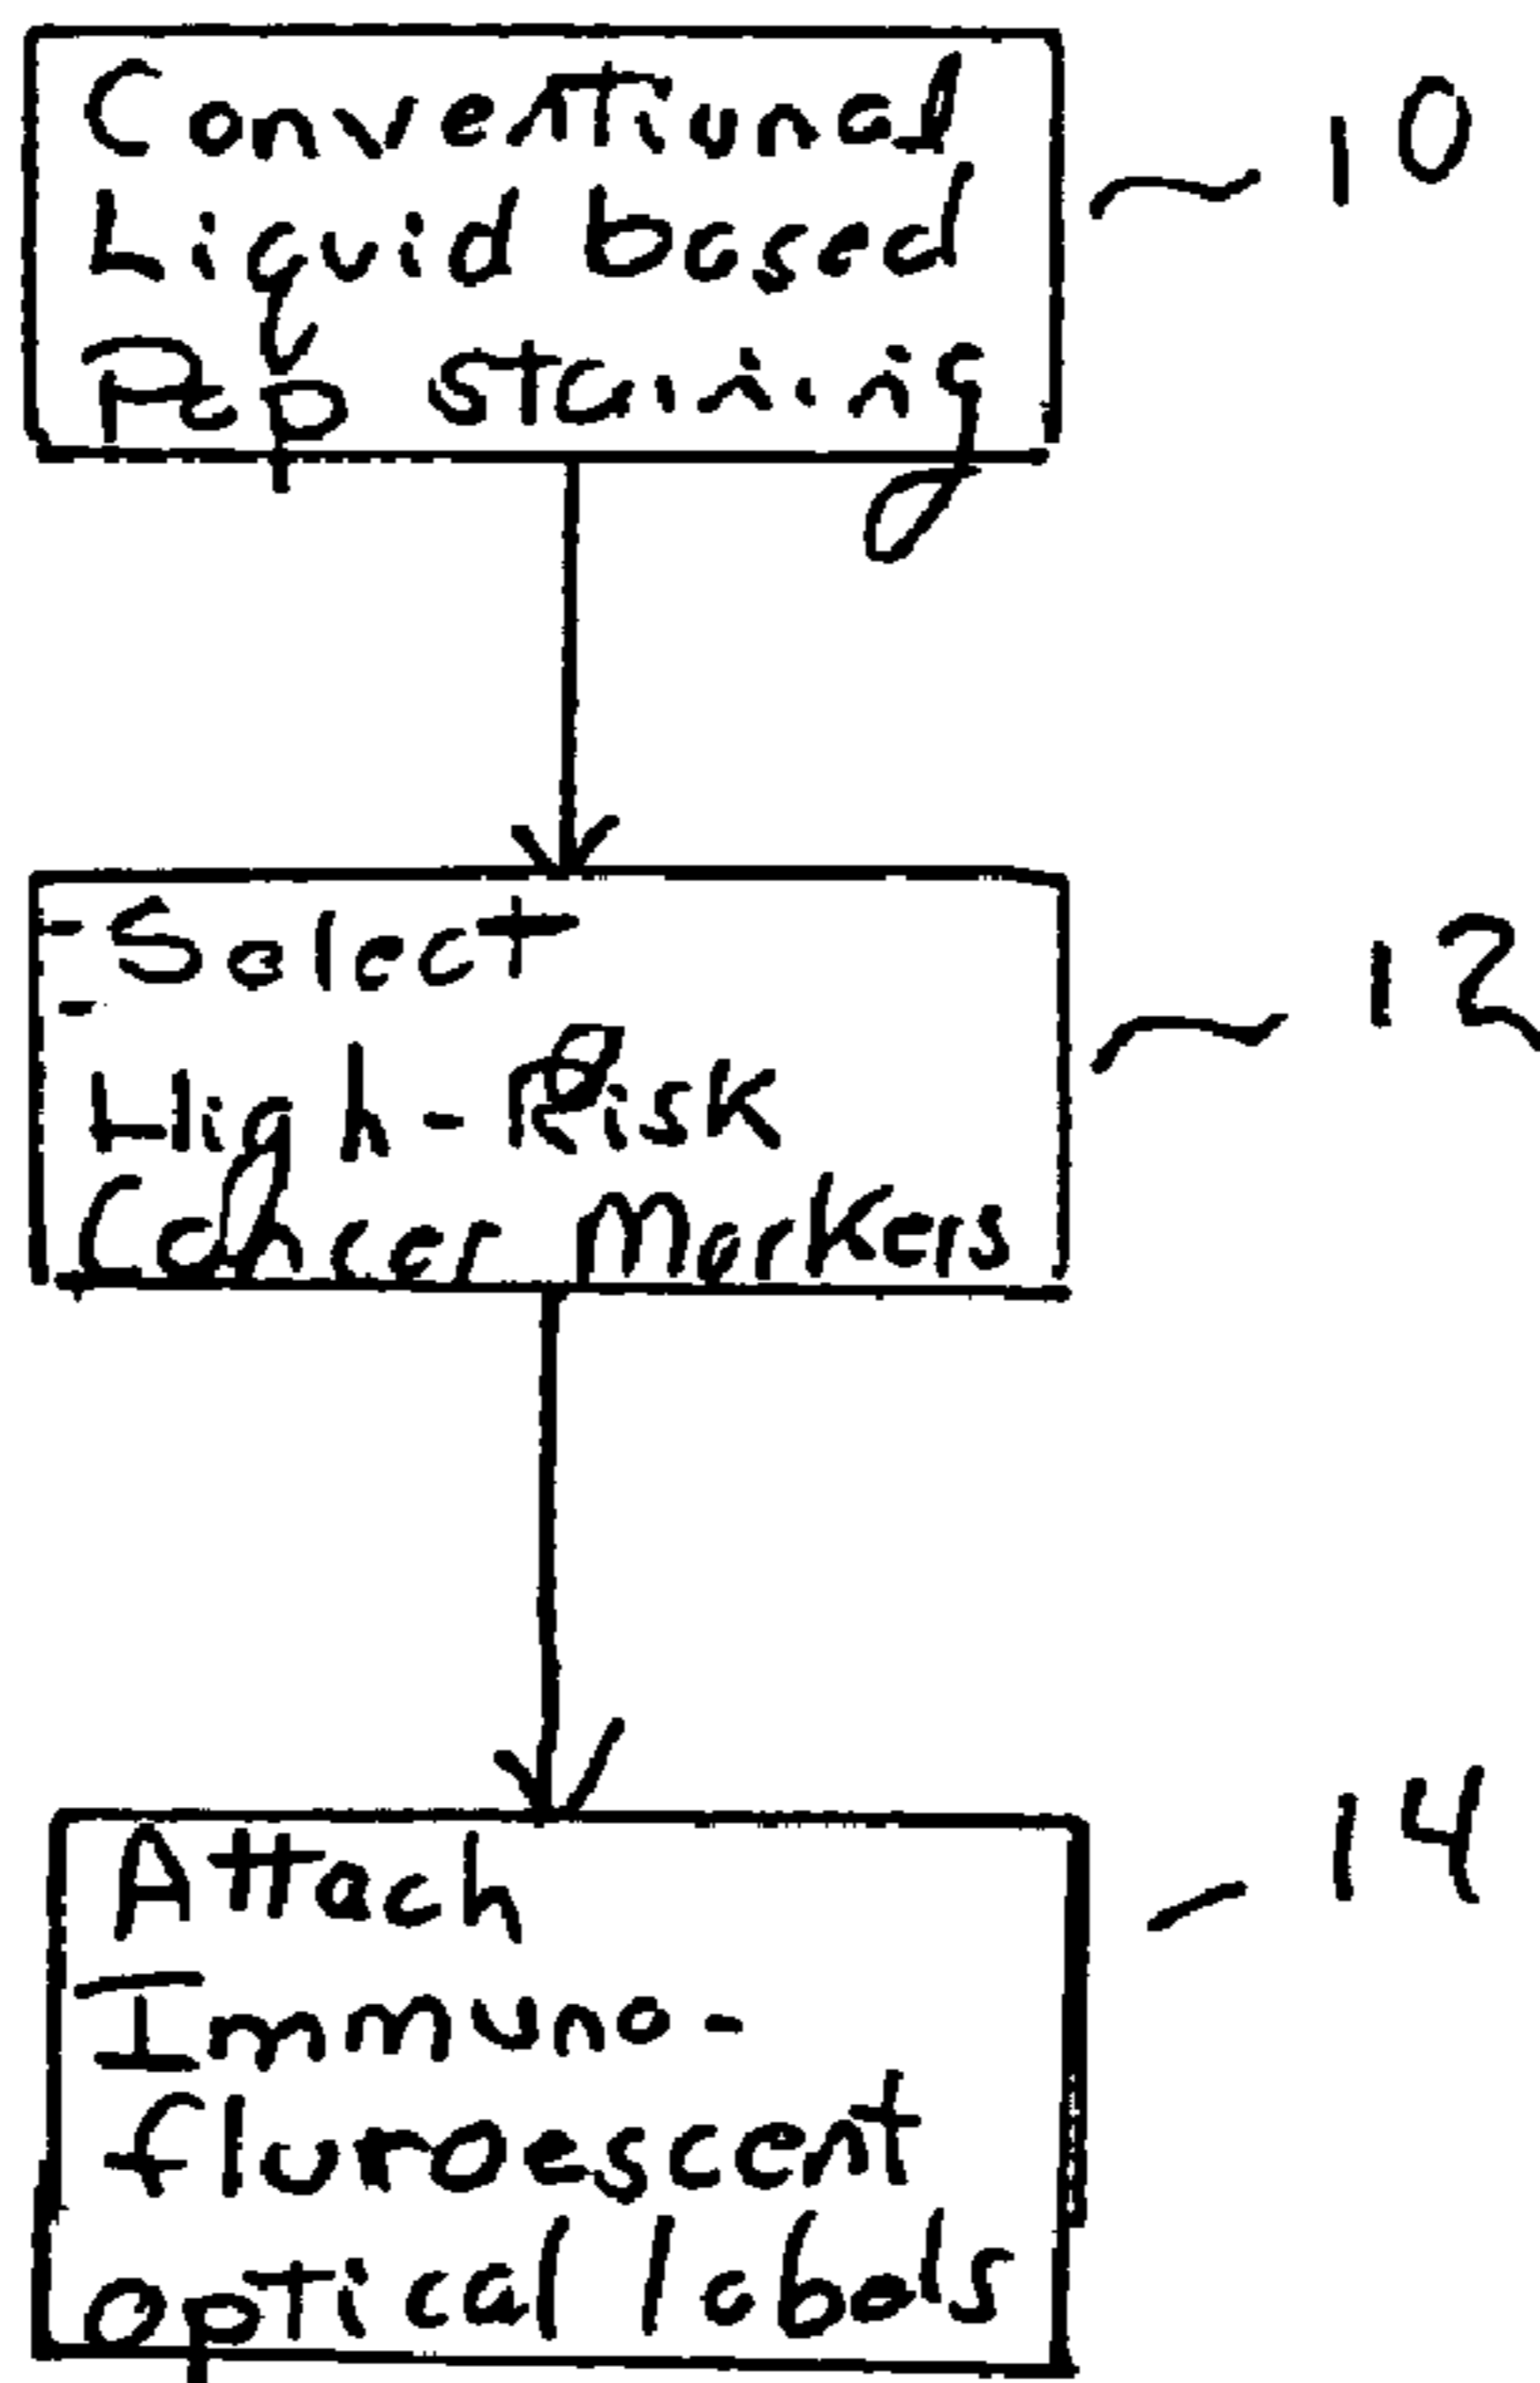 Conventional
Liquid based
Pap staining
10
Select
High-Risk
Cancer Markers
12
Attach
Immuno-
fluroescent
optical labels
14